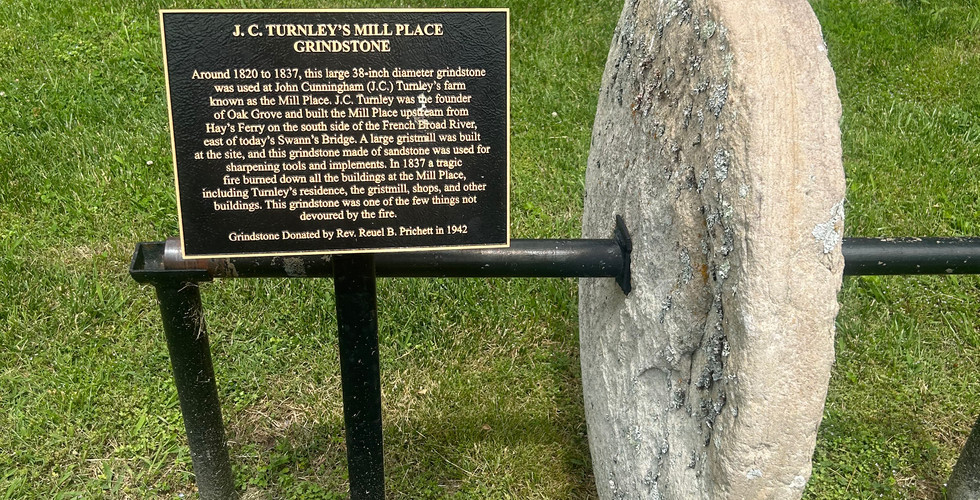 J. C. TURNLEY'S MILL PLACE
GRINDSTONE
Around 1820 to 1837, this large 38-inch diameter grindstone
was used at John Cunningham (J.C.) Turnley's farm
known as the Mill Place. J.C. Turnley was the founder
of Oak Grove and built the Mill Place upstream from
Hay's Ferry on the south side of the French Broad River,
east of today's Swann's Bridge. A large gristmill was built
at the site, and this grindstone made of sandstone was used for
sharpening tools and implements. In 1837 a tragic
fire burned down all the buildings at the Mill Place,
including Turnley's residence, the gristmill, shops, and other
buildings. This grindstone was one of the few things not
devoured by the fire.
Grindstone Donated by Rev. Reuel B. Prichett in 1942